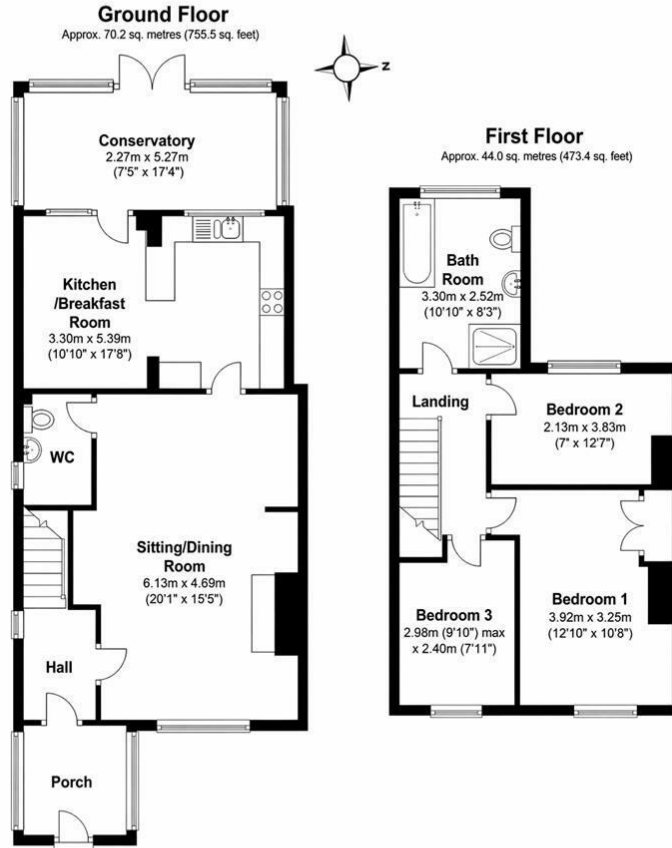 Ground Floor
Approx. 70.2 sq. metres (755.5 sq. feet)
Z
Conservatory
2.27m x 5.27m
(7'5" x 17'4")
Kitchen
/Breakfast
Room
3.30m x 5.39m
(10'10" x 17'8")
WC
Sitting/Dining
Room
6.13m x 4.69m
(20'1" x 15'5")
Hall
Porch
First Floor
Approx. 44.0 sq. metres (473.4 sq. feet)
Bath
Room
3.30m x 2.52m
(10'10" x 8'3")
Landing
Bedroom 2
2.13m x 3.83m
(7" x 12'7")
Bedroom 1
3.92m x 3.25m
(12'10" x 10'8")
Bedroom 3
2.98m (9'10") max
x 2.40m (7'11")